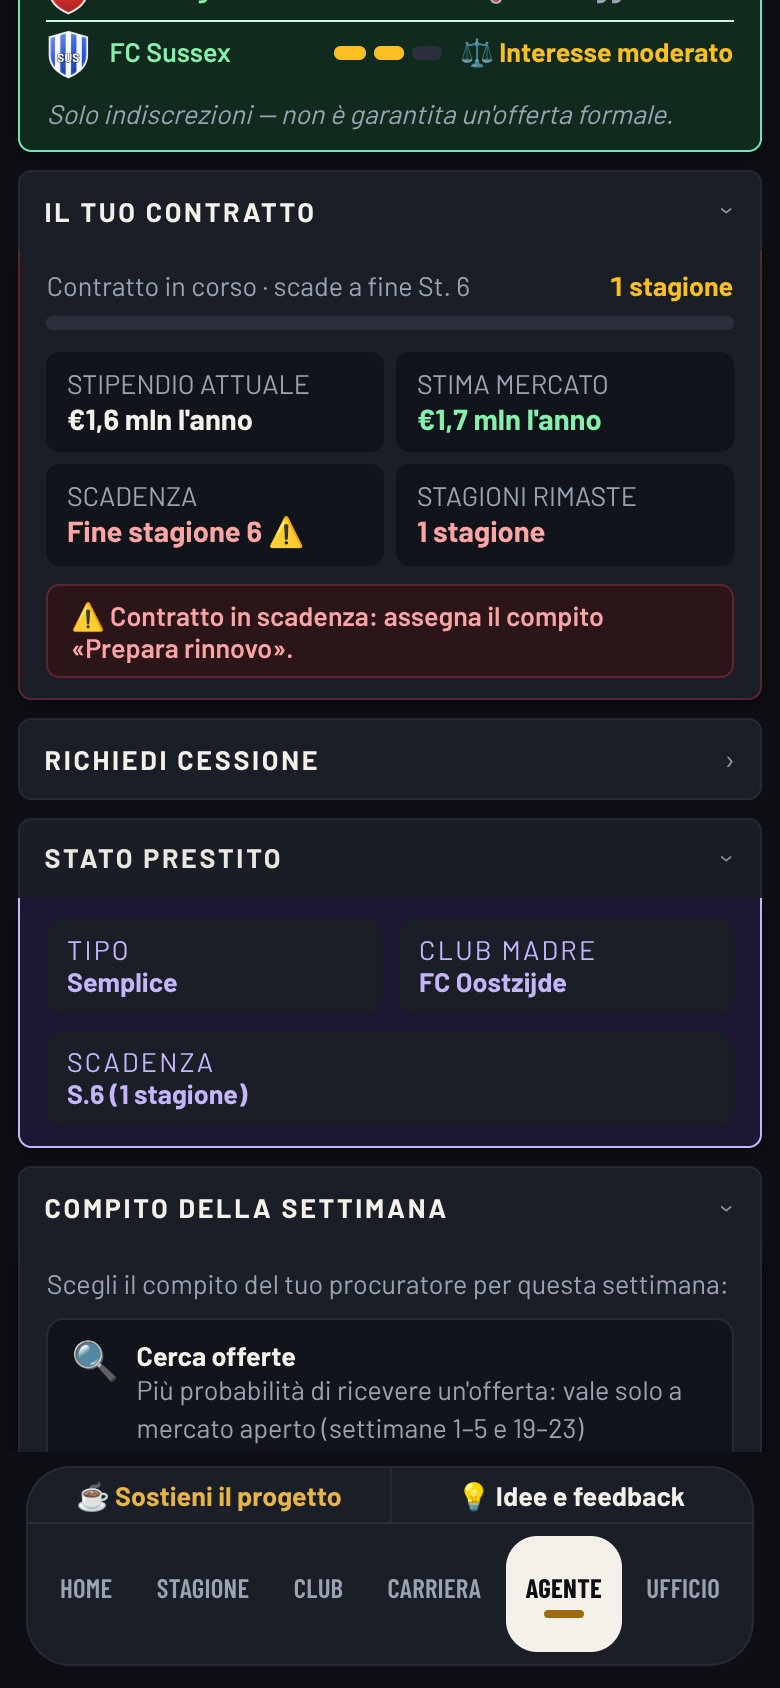 SUS
FC Sussex
⚖️ Interesse moderato
Solo indiscrezioni — non è garantita un'offerta formale.
IL TUO CONTRATTO
Contratto in corso · scade a fine St. 6
1 stagione
STIPENDIO ATTUALE
€1,6 mln l'anno
STIMA MERCATO
€1,7 mln l'anno
SCADENZA
Fine stagione 6 ⚠️
STAGIONI RIMASTE
1 stagione
⚠️ Contratto in scadenza: assegna il compito
«Prepara rinnovo».
RICHIEDI CESSIONE
STATO PRESTITO
TIPO
Semplice
CLUB MADRE
FC Oostzijde
SCADENZA
S.6 (1 stagione)
COMPITO DELLA SETTIMANA
Scegli il compito del tuo procuratore per questa settimana:
🔍 Cerca offerte
Più probabilità di ricevere un'offerta: vale solo a
mercato aperto (settimane 1–5 e 19–23)
☕ Sostieni il progetto
💡 Idee e feedback
HOME
STAGIONE
CLUB
CARRIERA
AGENTE
UFFICIO